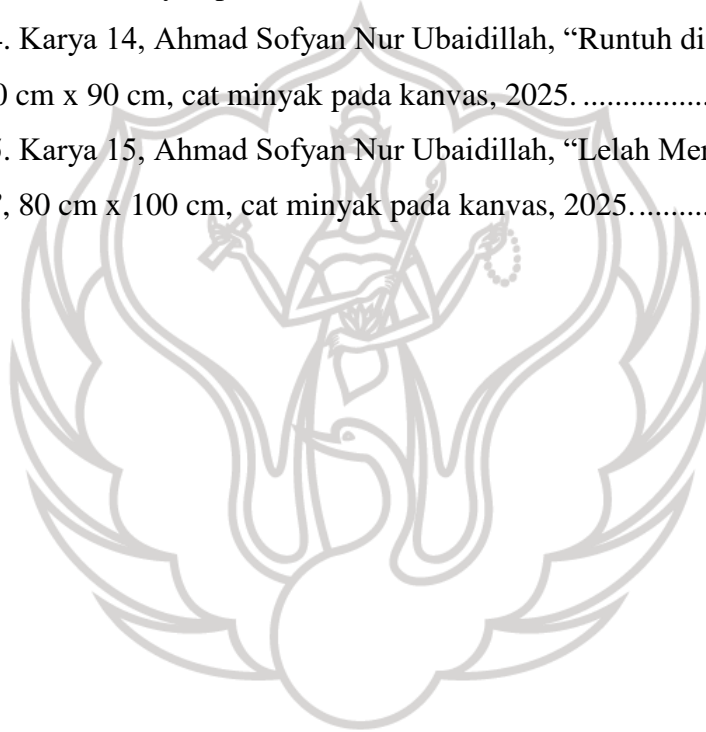 . Karya 14, Ahmad Sofyan Nur Ubaidillah, “Runtuh di
0 cm x 90 cm, cat minyak pada kanvas, 2025. .................
. Karya 15, Ahmad Sofyan Nur Ubaidillah, “Lelah Mer
”, 80 cm x 100 cm, cat minyak pada kanvas, 2025..........